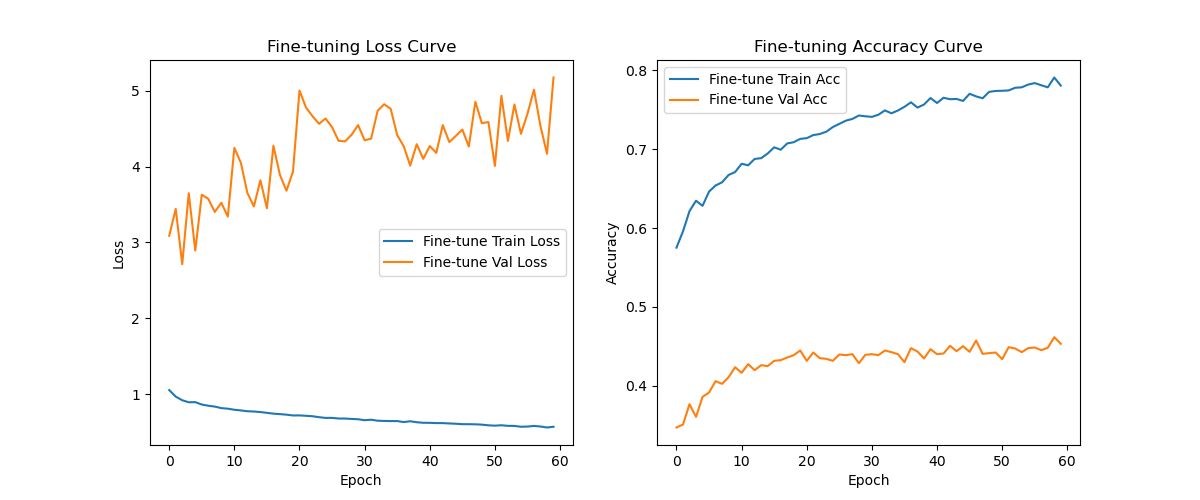 Fine-tuning Loss Curve
Loss
5
4
3
2
1
Fine-tune Train Loss
Fine-tune Val Loss
0 10 20 30 40 50 60
Epoch
Fine-tuning Accuracy Curve
Accuracy
0.8
0.7
0.6
0.5
0.4
Fine-tune Train Acc
Fine-tune Val Acc
0 10 20 30 40 50 60
Epoch